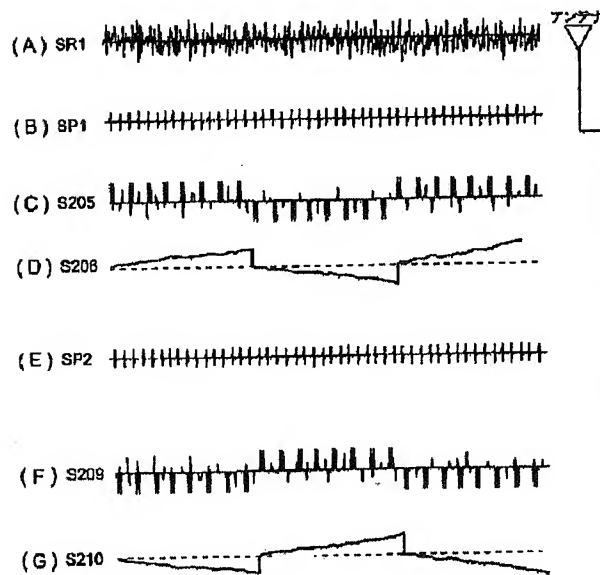 アンテナ
(A) SR1
(B) SP1
(C) S205
(D) S206
(E) SP2
(F) S209
(G) S210